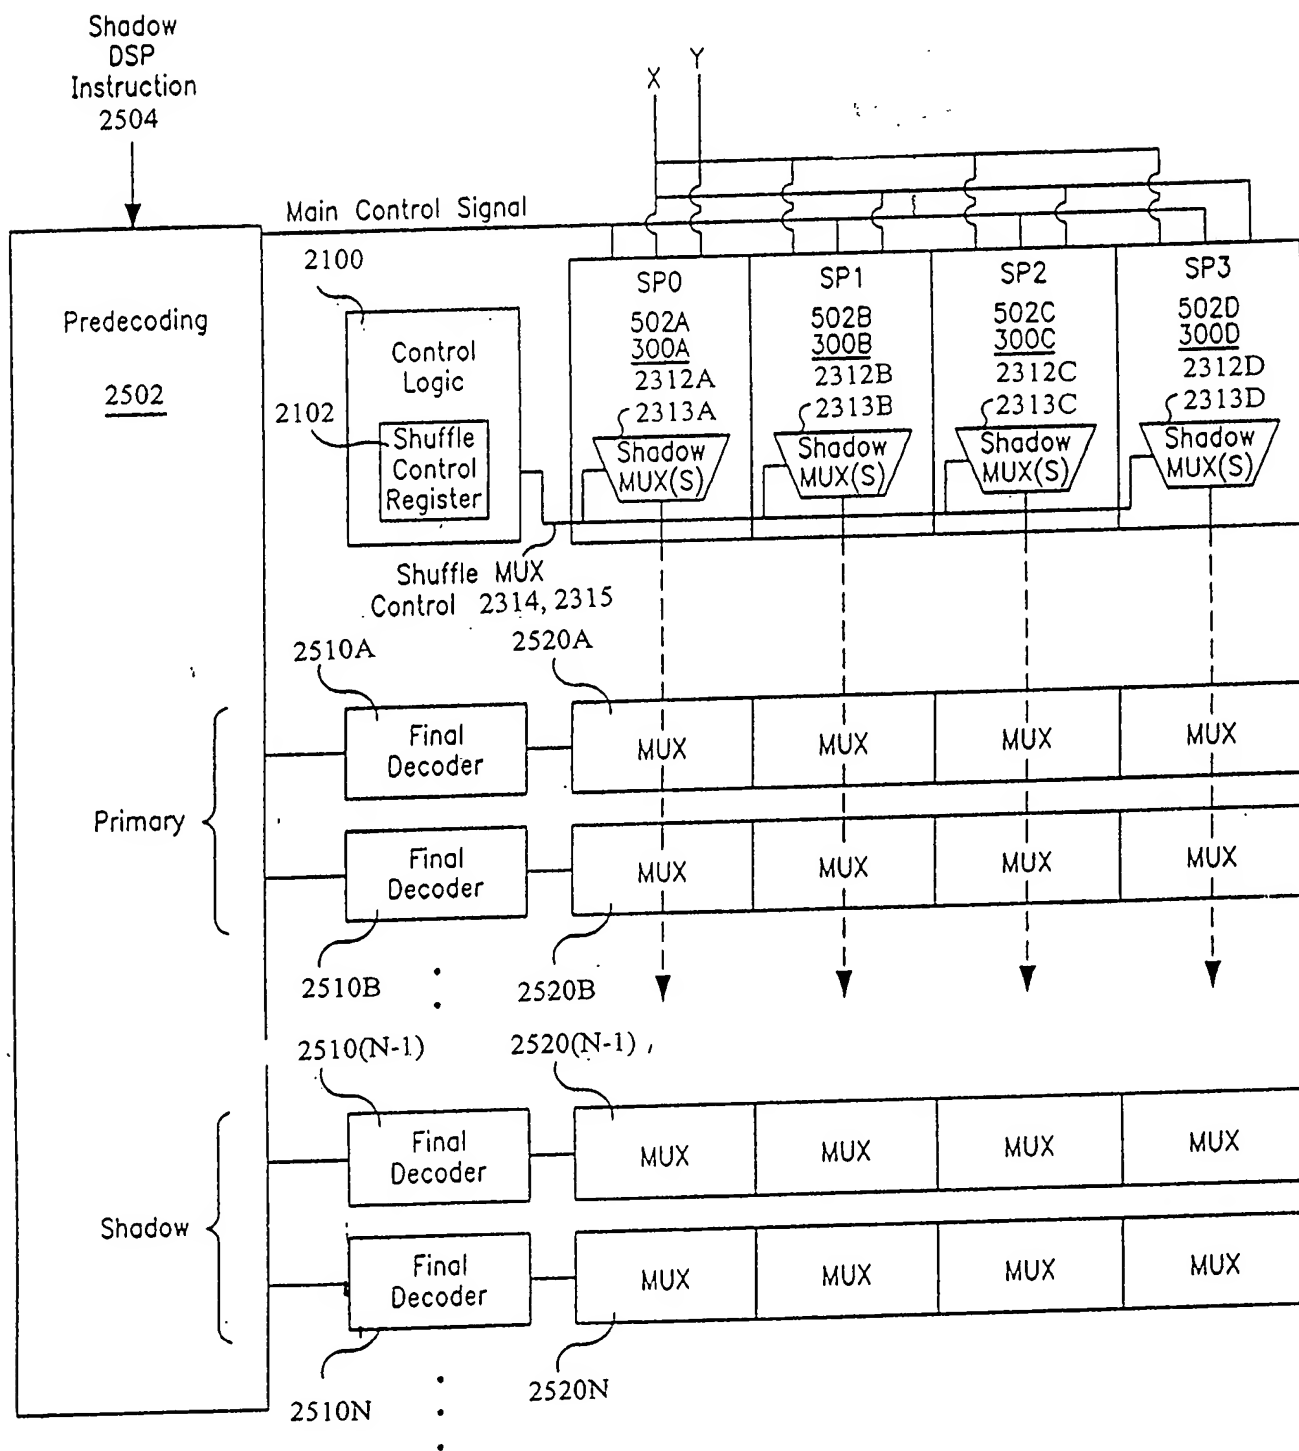 Shadow
DSP
Instruction
2504
X
Y
Main Control Signal
Predecoding
2502
2100
Control
Logic
2102
Shuffle
Control
Register
SP0
502A
300A
2312A
2313A
Shadow
MUX(S)
SP1
502B
300B
2312B
2313B
Shadow
MUX(S)
SP2
502C
300C
2312C
2313C
Shadow
MUX(S)
SP3
502D
300D
2312D
2313D
Shadow
MUX(S)
Shuffle MUX
Control 2314, 2315
2510A
2520A
Primary
Final
Decoder
MUX
MUX
MUX
MUX
Final
Decoder
MUX
MUX
MUX
MUX
2510B
2520B
2510(N-1)
2520(N-1)
Shadow
Final
Decoder
MUX
MUX
MUX
MUX
Final
Decoder
MUX
MUX
MUX
MUX
2510N
2520N